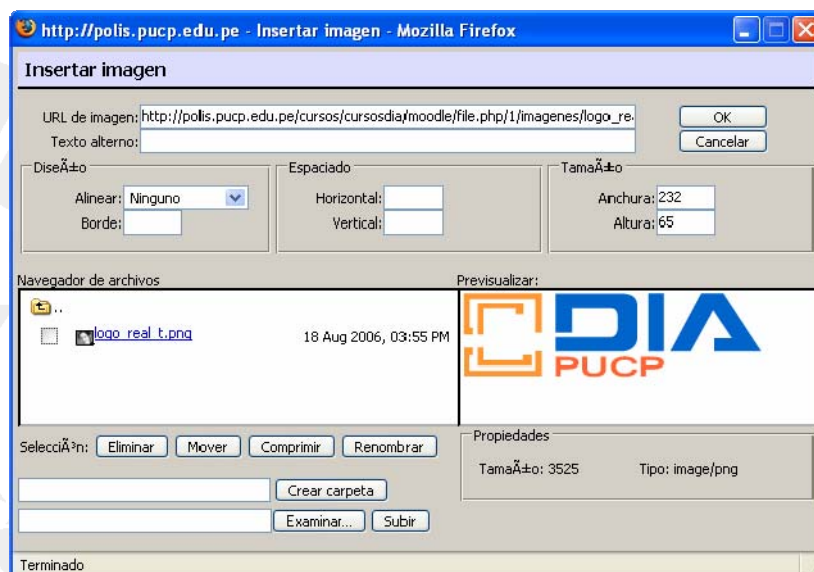 http://polis.pucp.edu.pe - Insertar imagen - Mozilla Firefox
Insertar imagen
URL de imagen: http://polis.pucp.edu.pe/cursos/cursosdia/moodle/file.php/1/imagenes/logo_re
OK
Texto alterno:
Cancelar
DiseÃ±o
Espaciado
TamaÃ±o
Alinear: Ninguno
Horizontal:
Anchura: 232
Borde:
Vertical:
Altura: 65
Navegador de archivos
Previsualizar:
..
logo_real_t.png
18 Aug 2006, 03:55 PM
DIA
PUCP
SelecciÃ³n: Eliminar Mover Comprimir Renombrar
Propiedades
TamaÃ±o: 3525
Tipo: image/png
Crear carpeta
Examinar... Subir
Terminado